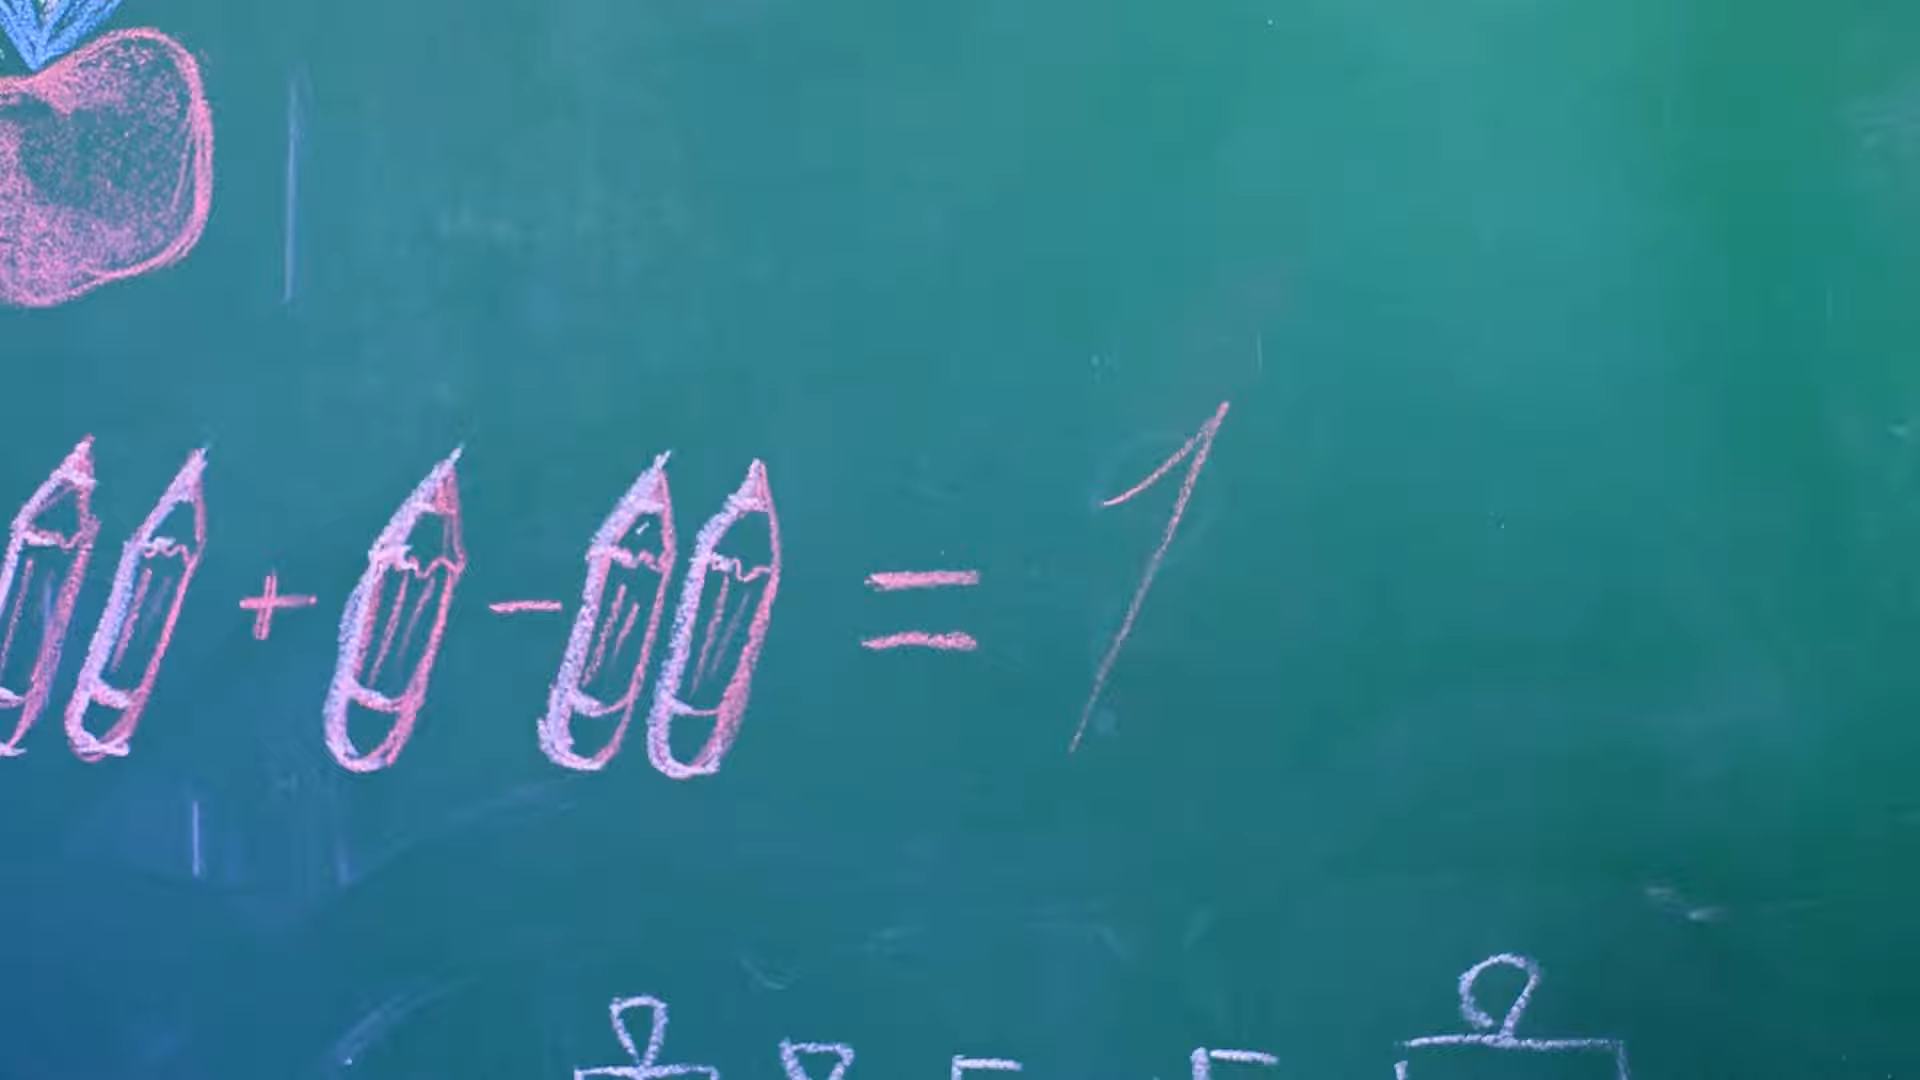 + - = 1